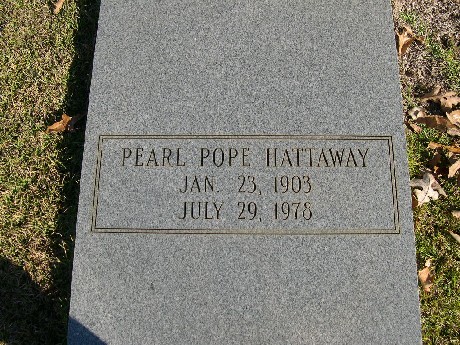 PEARL POPE HATTAWAY
JAN. 23, 1903
JULY 29, 1978